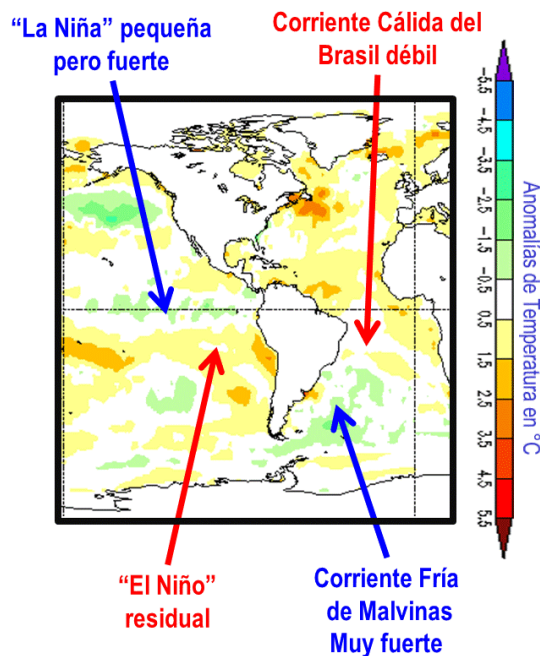 “La Niña” pequeña
pero fuerte
Corriente Cálida del
Brasil débil
-5.5
-4.5
-3.5
-2.5
-1.5
-0.5
0.5
1.5
2.5
3.5
4.5
5.5
Anomalías de Temperatura en °C
“El Niño”
residual
Corriente Fría
de Malvinas
Muy fuerte